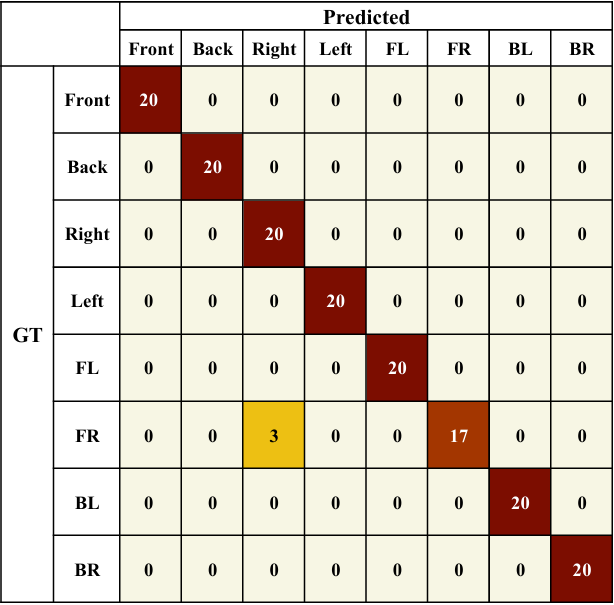 Predicted
Front Back Right Left FL FR BL BR
GT
Front 20 0 0 0 0 0 0 0
Back 0 20 0 0 0 0 0 0
Right 0 0 20 0 0 0 0 0
Left 0 0 0 20 0 0 0 0
FL 0 0 0 0 20 0 0 0
FR 0 0 3 0 0 17 0 0
BL 0 0 0 0 0 0 20 0
BR 0 0 0 0 0 0 0 20